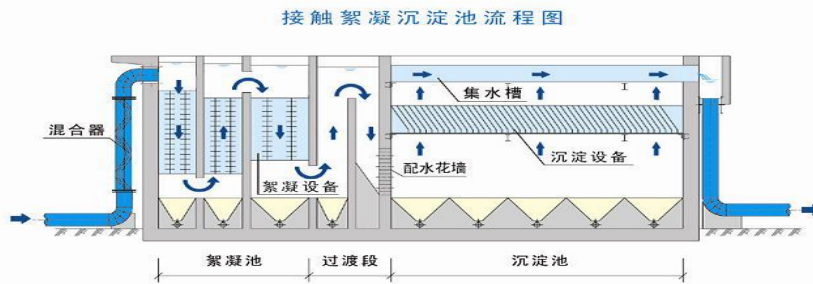 接触絮凝沉淀池流程图
集水槽
混合器
沉淀设备
配水花墙
絮凝设备
絮凝池
过渡段
沉淀池